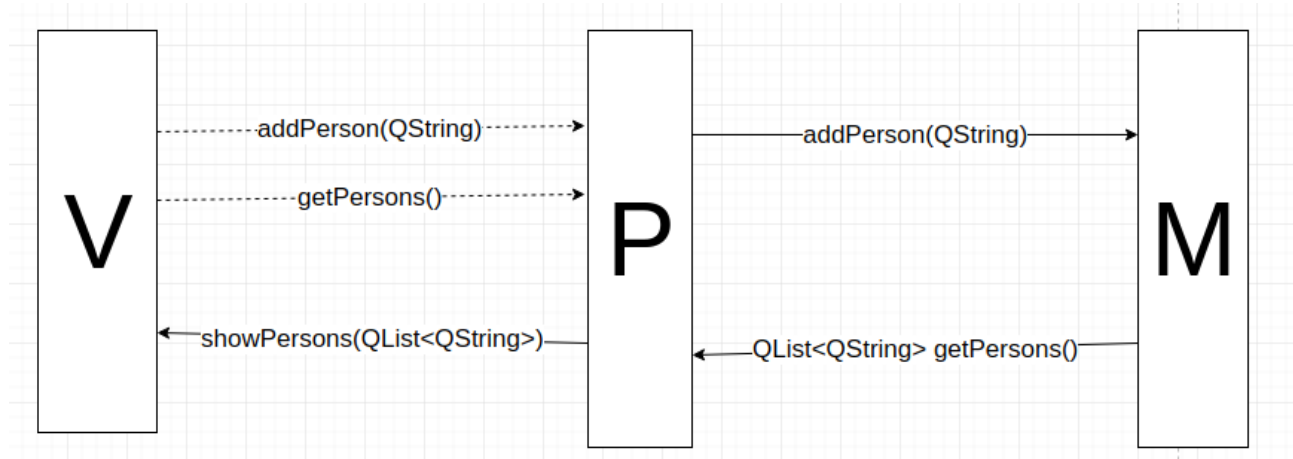 addPerson(QString)
addPerson(QString)
getPersons()
V
P
M
showPersons(QList<QString>)
QList<QString> getPersons()